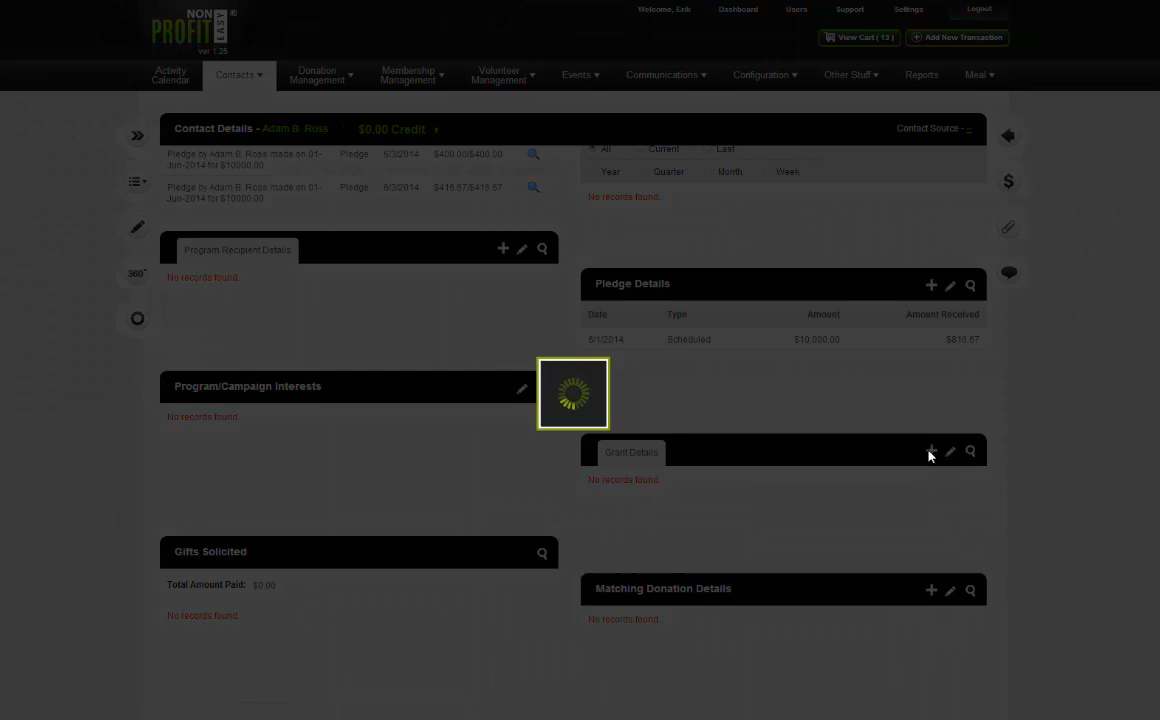 NON
PROFIT
EASY
®
ver 1.25
Welcome, Erik Dashboard Users Support Settings Logout
View Cart ( 13 ) Add New Transaction
Activity Calendar Contacts Donation Management Membership Management Volunteer Management Events Communications Configuration Other Stuff Reports Meal
Contact Details - Adam B. Ross $0.00 Credit
Contact Source - _
Pledge by Adam B. Ross made on 01- Pledge 6/3/2014 $400.00/$400.00
Jun-2014 for $10000.00
Pledge by Adam B. Ross made on 01- Pledge 6/3/2014 $416.67/$416.67
Jun-2014 for $10000.00
All Current Last
Year Quarter Month Week
No records found.
360°
Program Recipient Details
No records found.
Pledge Details
Date Type Amount Amount Received
6/1/2014 Scheduled $10,000.00 $816.67
Program/Campaign Interests
No records found.
Grant Details
No records found.
Gifts Solicited
Total Amount Paid: $0.00
No records found.
Matching Donation Details
No records found.